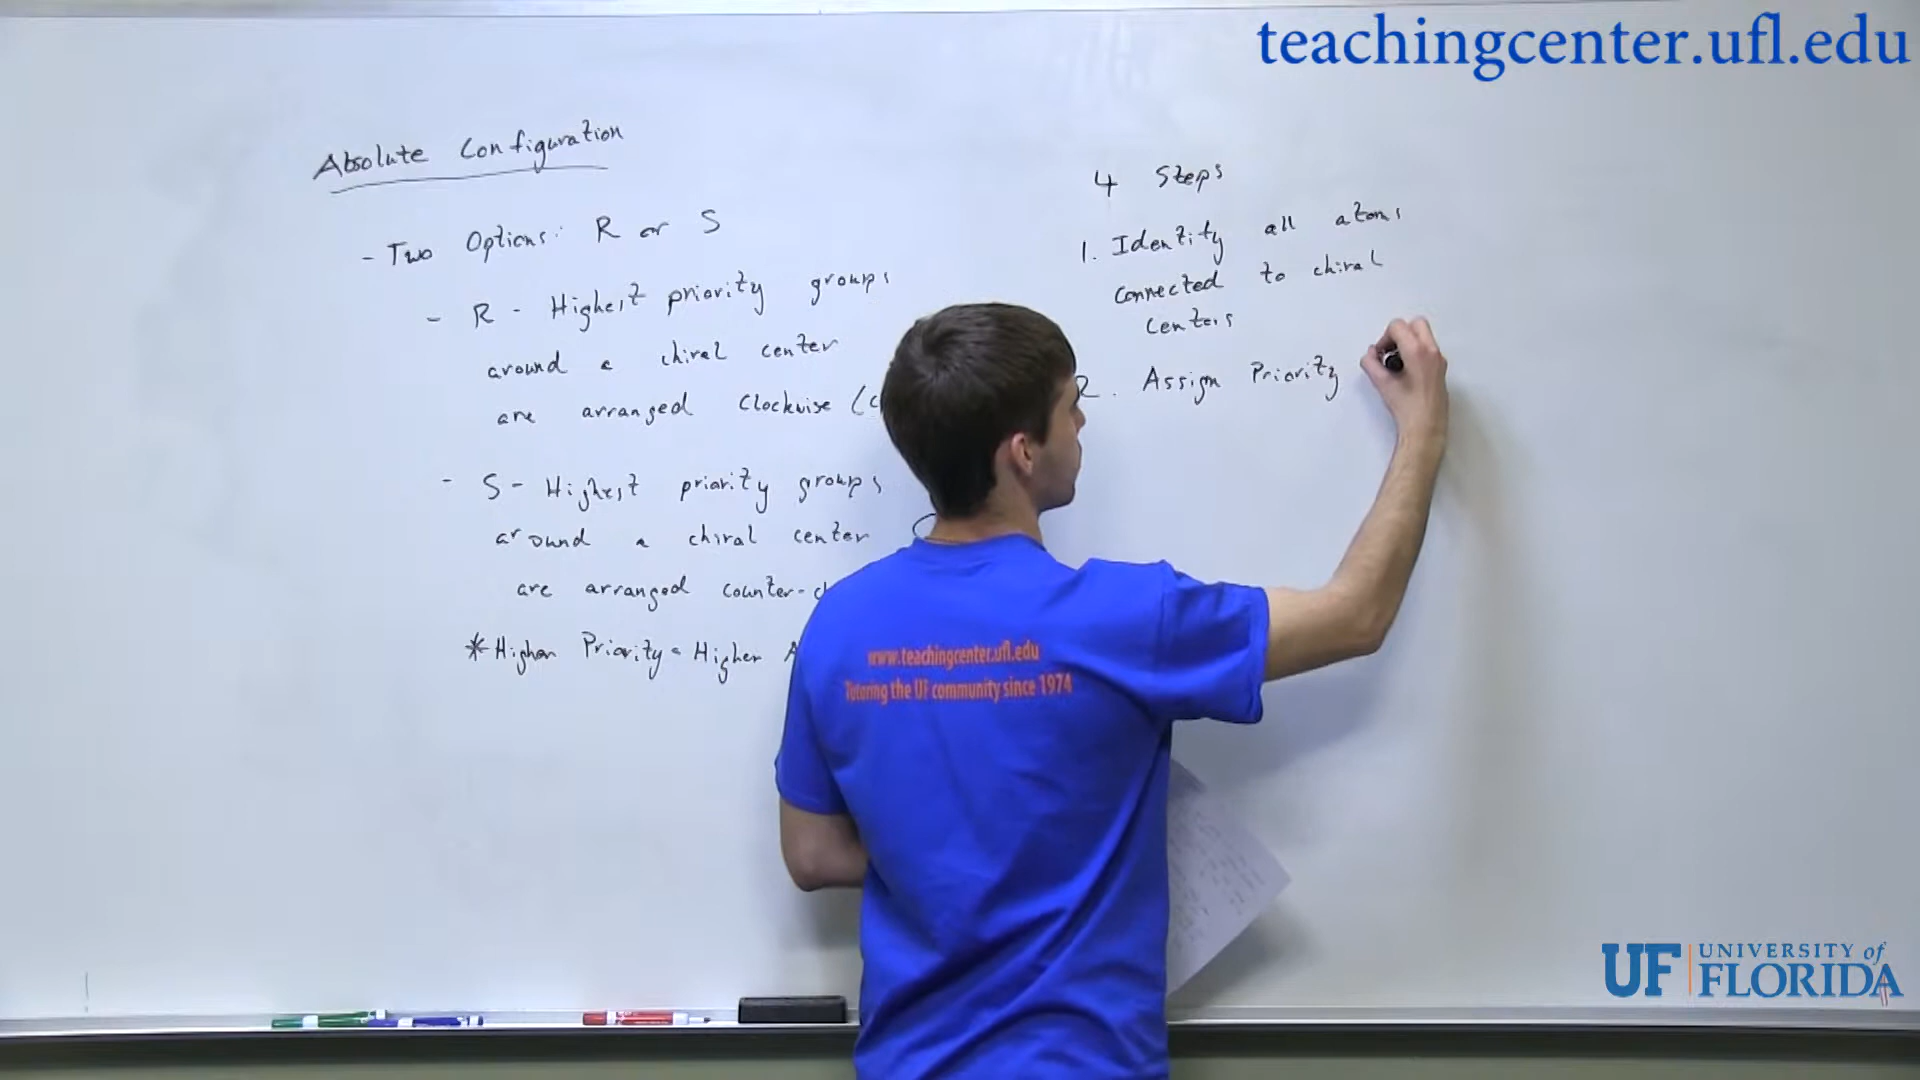 teachingcenter.ufl.edu
Absolute Configuration
- Two Options: R or S
- R - Highest priority groups
around a chiral center
are arranged Clockwise (c
- S - Highest priority groups
around a chiral center
are arranged counter-c
*Higher Priority = Higher A
4 Steps
1. Identity all atoms
connected to chiral
centers
2. Assign Priority
www.teachingcenter.ufl.edu
Tutoring the UF community since 1974
UF UNIVERSITY of
FLORIDA